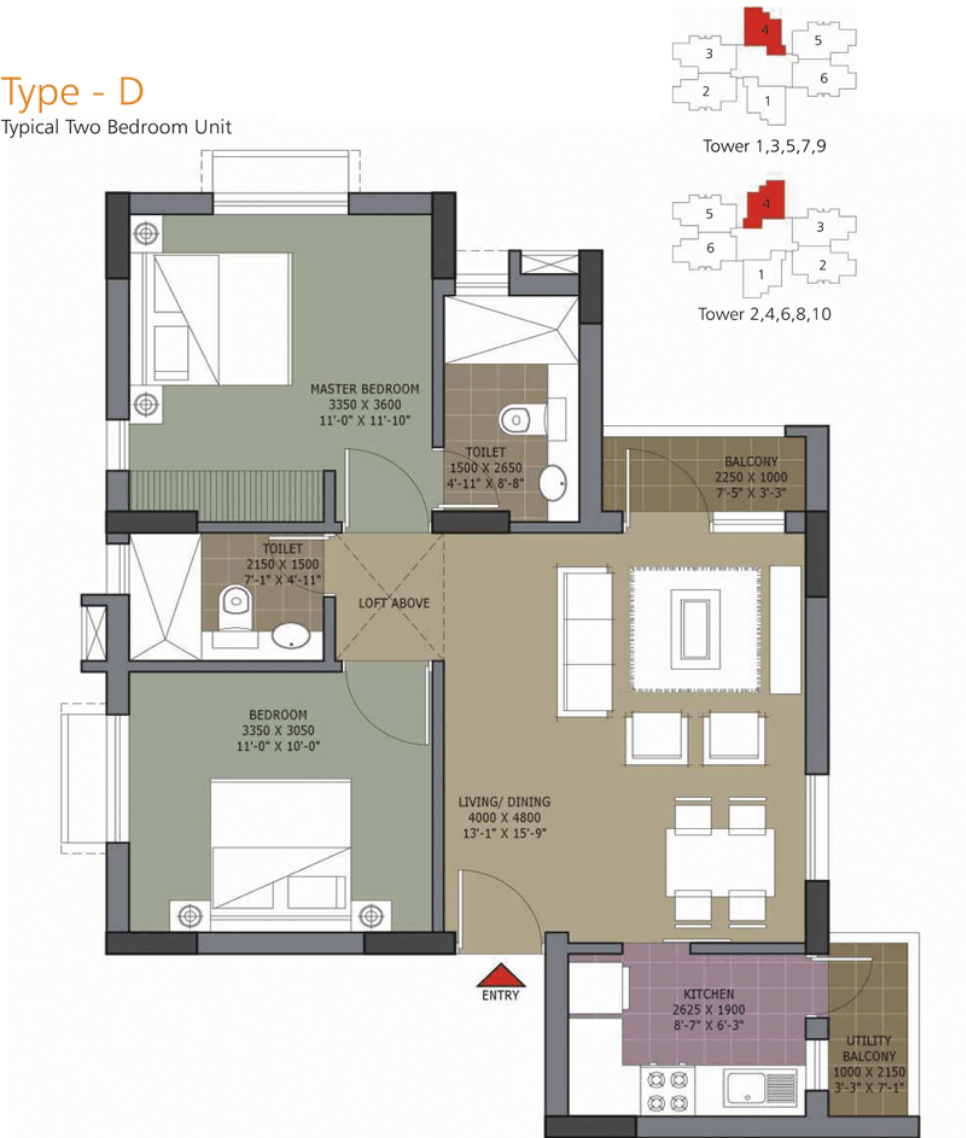 Type - D
Typical Two Bedroom Unit
4
3
5
2
6
1
Tower 1,3,5,7,9
4
5
3
6
2
1
Tower 2,4,6,8,10
MASTER BEDROOM
3350 X 3600
11'-0" X 11'-10"
TOILET
1500 X 2650
4'-11" X 8'-8"
BALCONY
2250 X 1000
7'-5" X 3'-3"
TOILET
2150 X 1500
7'-1" X 4'-11"
LOFT ABOVE
BEDROOM
3350 X 3050
11'-0" X 10'-0"
LIVING/ DINING
4000 X 4800
13'-1" X 15'-9"
ENTRY
KITCHEN
2625 X 1900
8'-7" X 6'-3"
UTILITY
BALCONY
1000 X 2150
3'-3" X 7'-1"